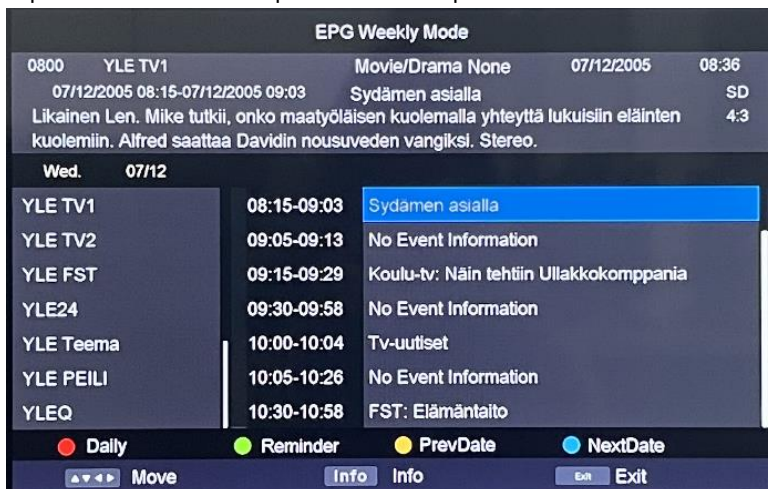 EPG Weekly Mode
0800 YLE TV1 Movie/Drama None 07/12/2005 08:36
07/12/2005 08:15-07/12/2005 09:03 Sydämen asialla SD
Likainen Len. Mike tutkii, onko maatyöläisen kuolemalla yhteyttä lukuisiin eläinten 4:3
kuolemiin. Alfred saattaa Davidin nousuveden vangiksi. Stereo.
Wed. 07/12
YLE TV1 08:15-09:03 Sydämen asialla
YLE TV2 09:05-09:13 No Event Information
YLE FST 09:15-09:29 Koulu-tv: Näin tehtiin Ullakkokomppania
YLE24 09:30-09:58 No Event Information
YLE Teema 10:00-10:04 Tv-uutiset
YLE PEILI 10:05-10:26 No Event Information
YLEQ 10:30-10:58 FST: Elämäntaito
Daily Reminder PrevDate NextDate
Move Info Info Exit Exit